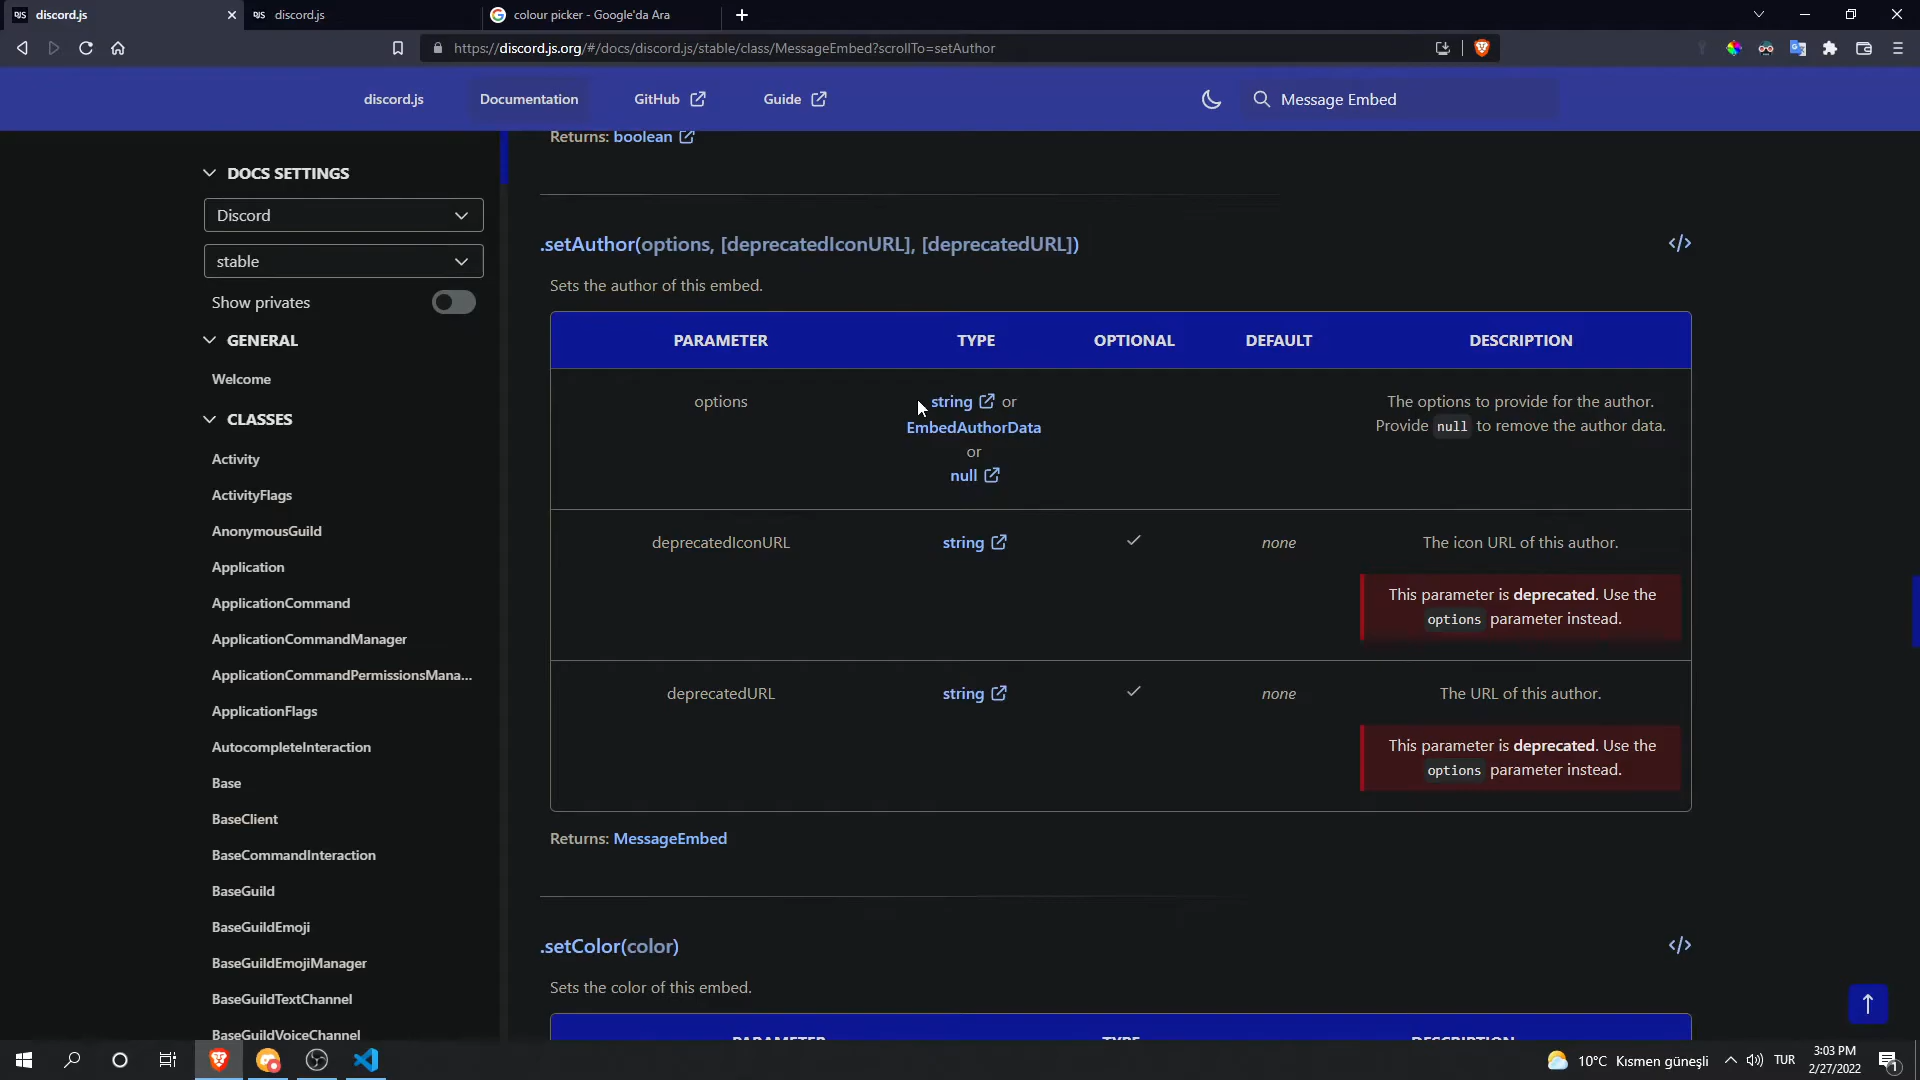 discord.js
discord.js
colour picker - Google'da Ara
https://discord.js.org/#/docs/discord.js/stable/class/MessageEmbed?scrollTo=setAuthor
discord.js
Documentation
GitHub
Guide
Message Embed
DOCS SETTINGS
Discord
stable
Show privates
GENERAL
Welcome
CLASSES
Activity
ActivityFlags
AnonymousGuild
Application
ApplicationCommand
ApplicationCommandManager
ApplicationCommandPermissionsMana...
ApplicationFlags
AutocompleteInteraction
Base
BaseClient
BaseCommandInteraction
BaseGuild
BaseGuildEmoji
BaseGuildEmojiManager
BaseGuildTextChannel
BaseGuildVoiceChannel
Returns: boolean
.setAuthor(options, [deprecatedIconURL], [deprecatedURL])
</>
Sets the author of this embed.
PARAMETER TYPE OPTIONAL DEFAULT DESCRIPTION
options
string or
EmbedAuthorData
or
null
The options to provide for the author.
Provide null to remove the author data.
deprecatedIconURL string none The icon URL of this author.
This parameter is deprecated. Use the
options parameter instead.
deprecatedURL string none The URL of this author.
This parameter is deprecated. Use the
options parameter instead.
Returns: MessageEmbed
.setColor(color)
</>
Sets the color of this embed.
PARAMETER TYPE DESCRIPTION
10°C Kısmen güneşli
TUR
3:03 PM
2/27/2022
1